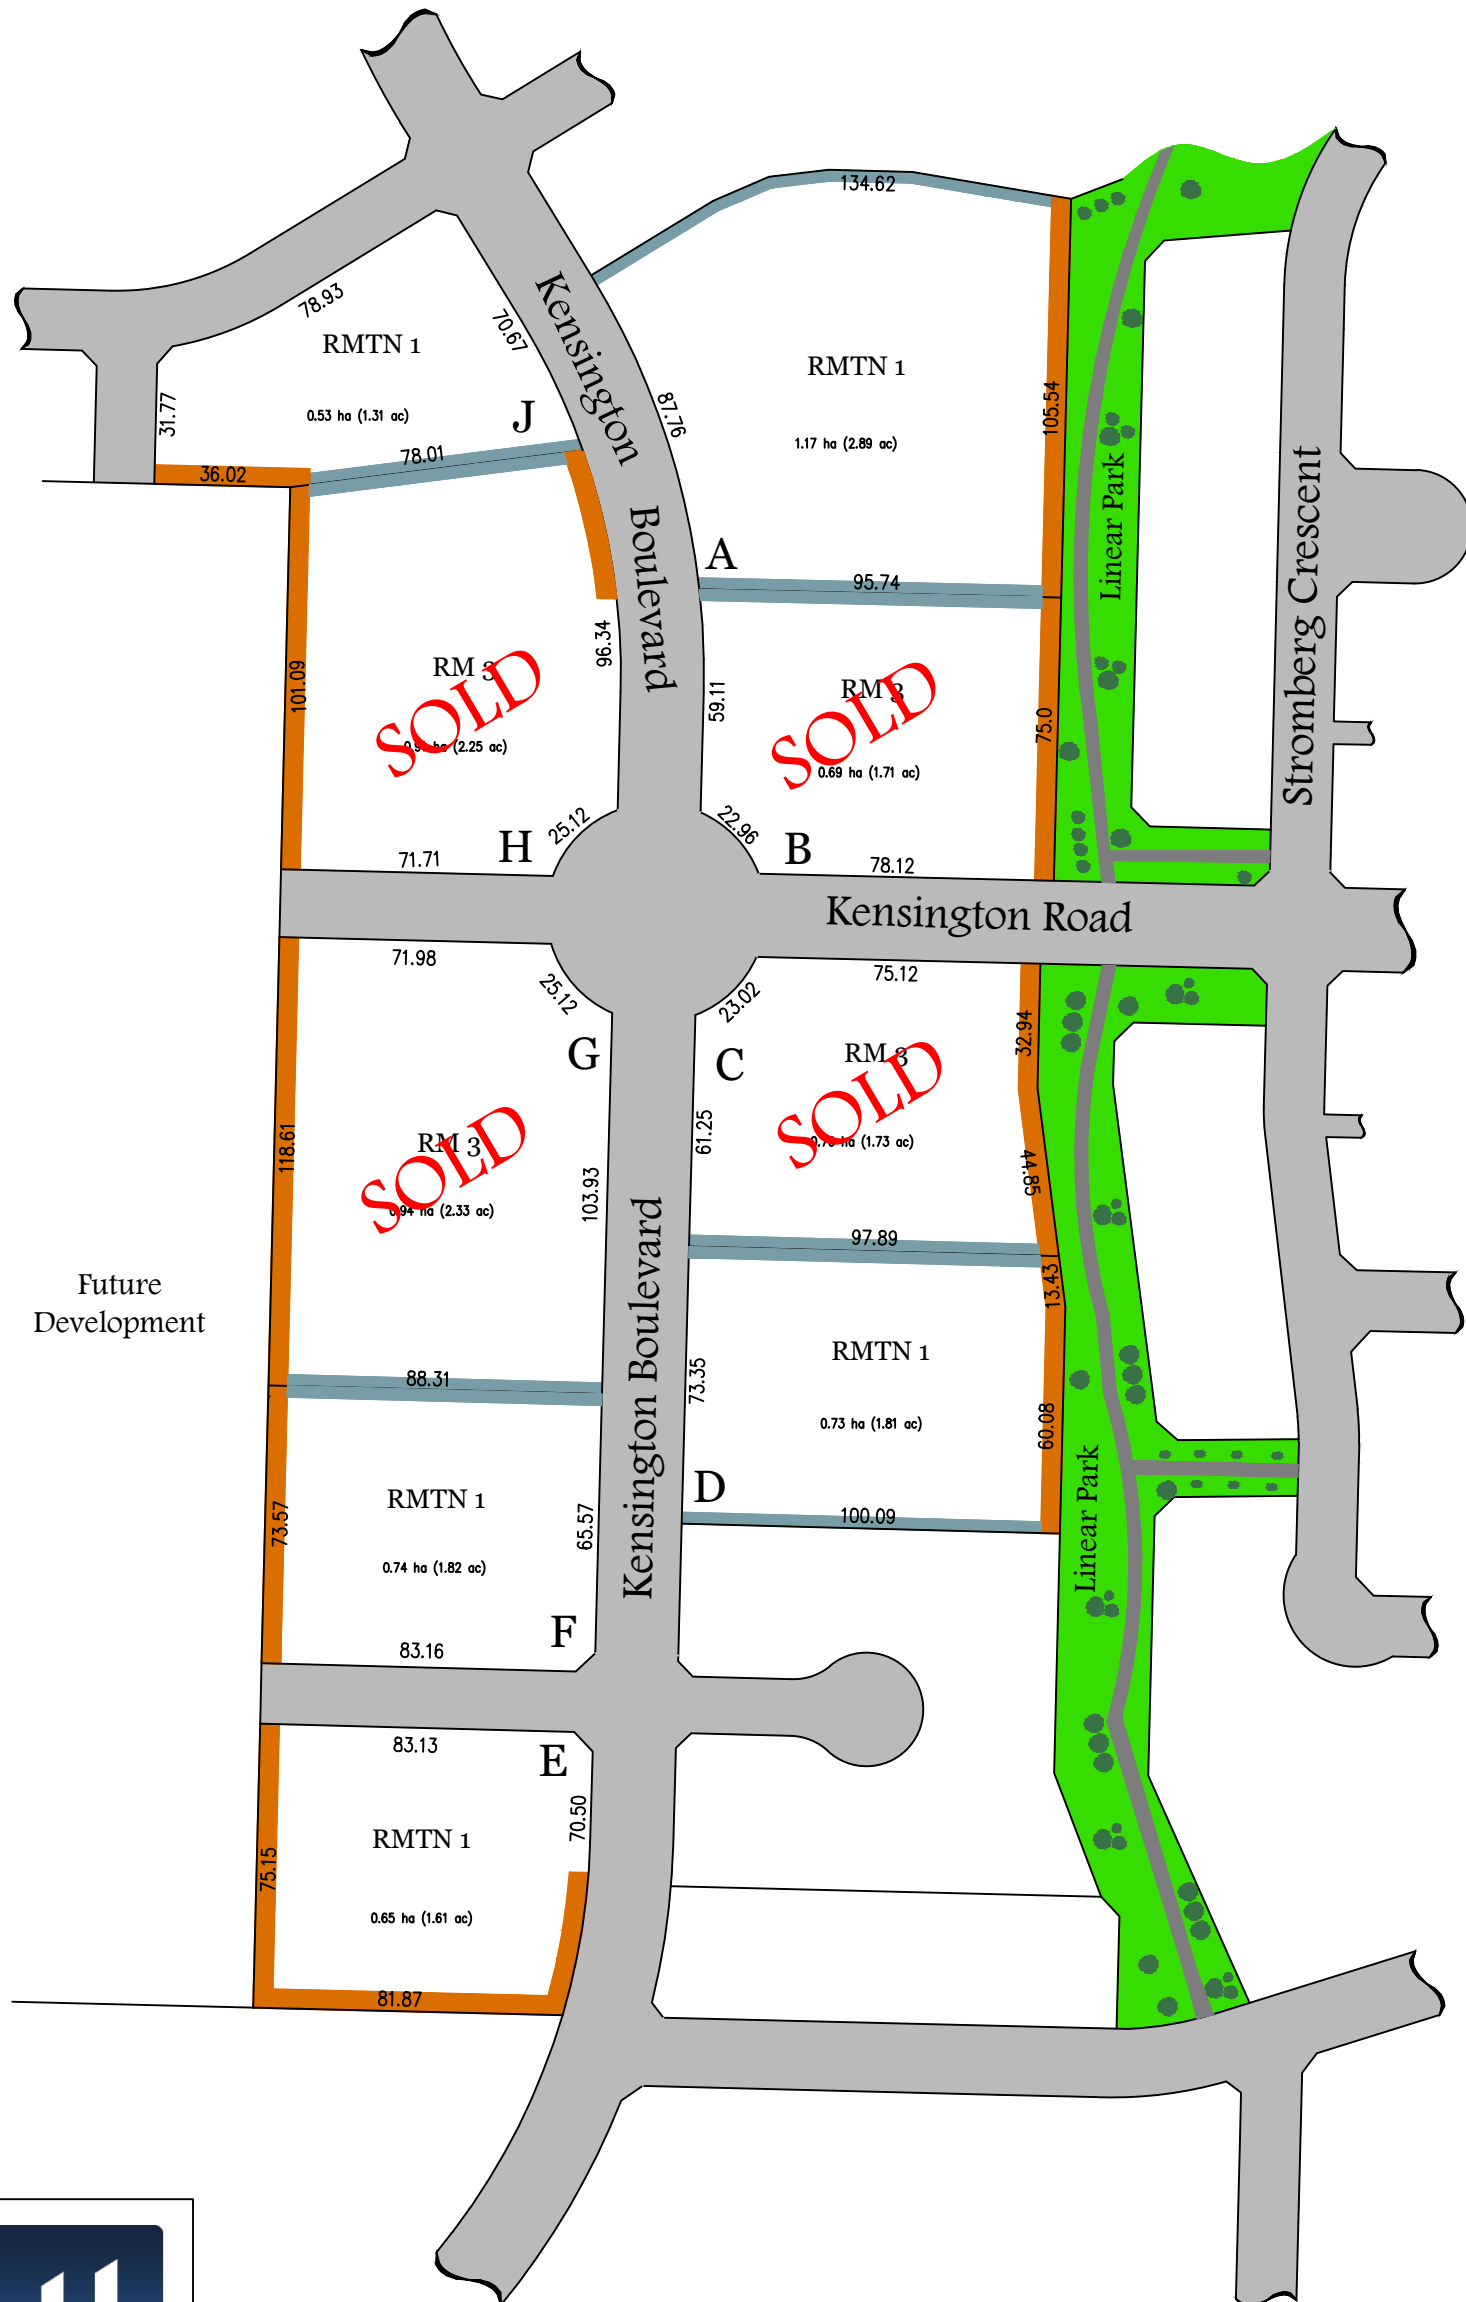 134.62
78.93
70.67
Kensington
RMTN 1
0.53 ha (1.31 ac)
31.77
J
78.01
36.02
87.76
RMTN 1
1.17 ha (2.89 ac)
105.54
Linear Park
Stromberg Crescent
Boulevard
A
95.74
96.34
101.09
RM 3
SOLD
(2.25 ac)
59.11
RM 3
SOLD
0.69 ha (1.71 ac)
75.0
25.12
H
71.71
22.96
B
78.12
Kensington Road
71.98
25.12
G
75.12
23.02
C
32.94
RM 3
SOLD
(1.73 ac)
61.25
44.85
118.61
RM 3
SOLD
0.94 ha (2.33 ac)
103.93
Kensington Boulevard
97.89
13.43
Future
Development
88.31
73.35
RMTN 1
0.73 ha (1.81 ac)
60.08
D
100.09
Linear Park
RMTN 1
0.74 ha (1.82 ac)
73.57
65.57
F
83.16
83.13
E
70.50
RMTN 1
0.65 ha (1.61 ac)
75.15
81.87